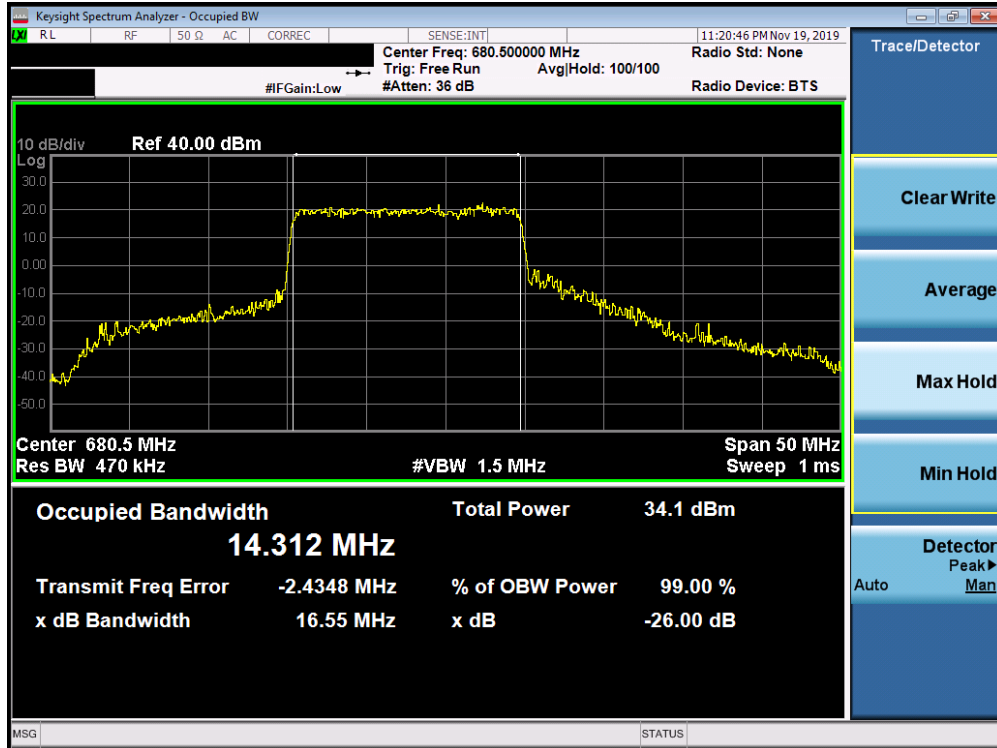 Keysight Spectrum Analyzer - Occupied BW
LXI RL RF 50 Ω AC CORREC SENSE:INT 11:20:46 PM Nov 19, 2019
Center Freq: 680.500000 MHz Radio Std: None
Trig: Free Run Avg|Hold: 100/100
#IFGain:Low #Atten: 36 dB Radio Device: BTS
10 dB/div Ref 40.00 dBm
Log
30.0
20.0
10.0
0.00
-10.0
-20.0
-30.0
-40.0
-50.0
Center 680.5 MHz Span 50 MHz
Res BW 470 kHz #VBW 1.5 MHz Sweep 1 ms
Occupied Bandwidth Total Power 34.1 dBm
14.312 MHz
Transmit Freq Error -2.4348 MHz % of OBW Power 99.00 %
x dB Bandwidth 16.55 MHz x dB -26.00 dB
MSG STATUS
Trace/Detector
Clear Write
Average
Max Hold
Min Hold
Detector
Peak▶
Auto Man